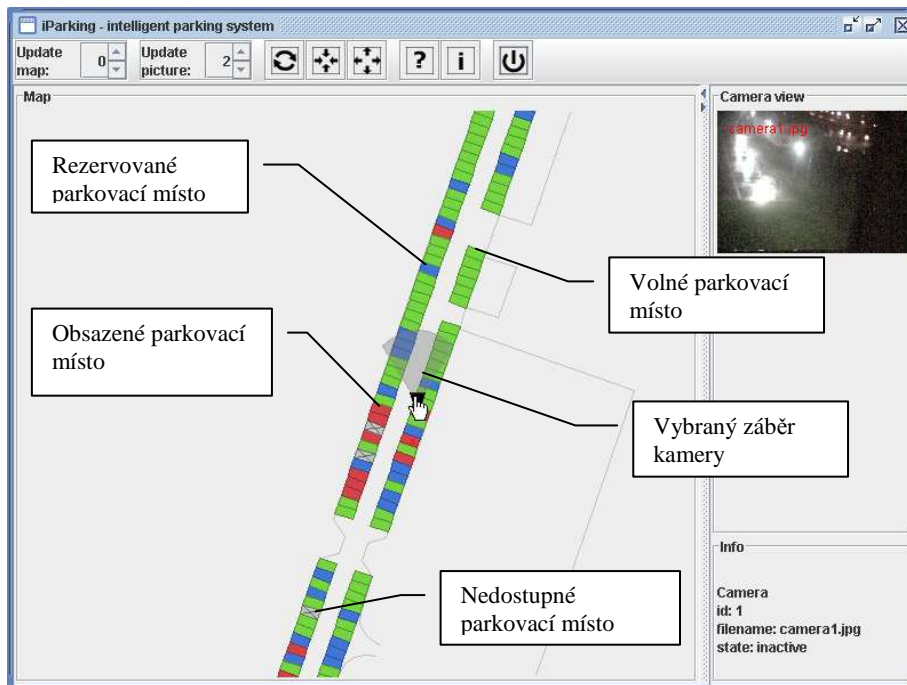 iParking - intelligent parking system
Update map:
0
Update picture:
2
?
i
Map
Camera view
camera1.jpg
Rezervované
parkovací místo
Volné parkovací
místo
Obsazené parkovací
místo
Vybraný záběr
kamery
Nedostupné
parkovací místo
Info
Camera
id: 1
filename: camera1.jpg
state: inactive